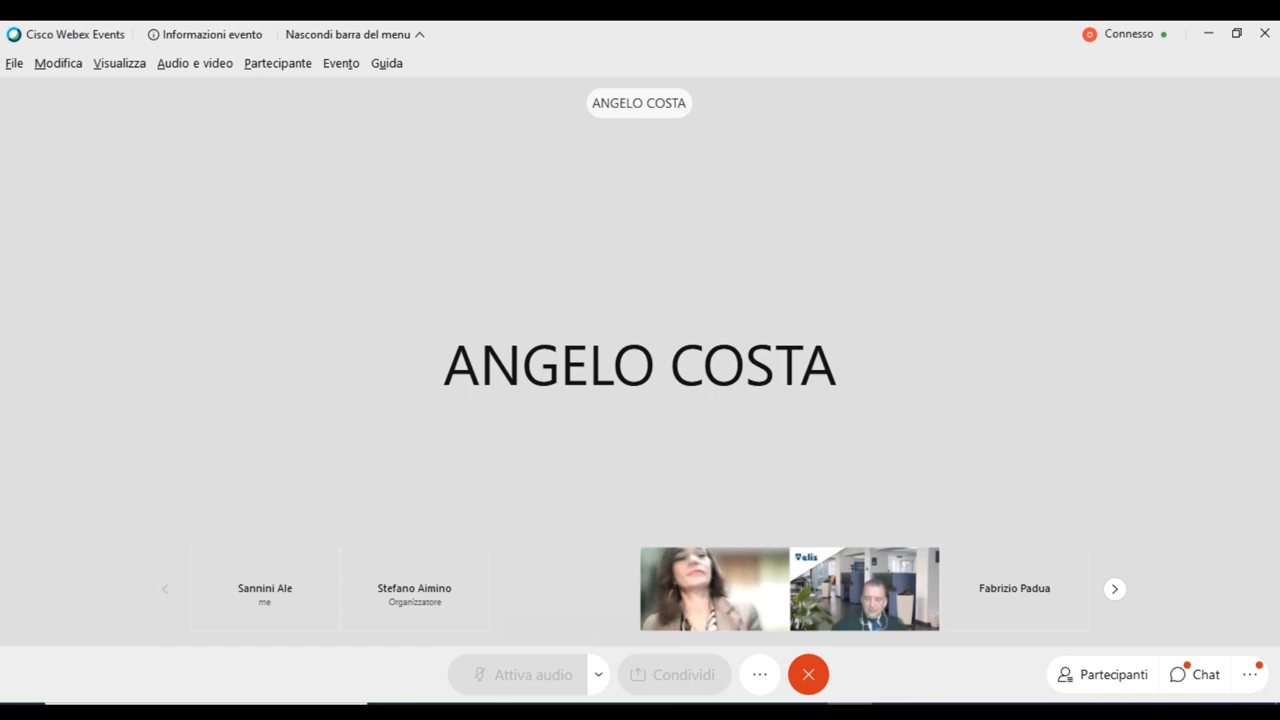 Cisco Webex Events
Informazioni evento
Nascondi barra del menu
Connesso
File Modifica Visualizza Audio e video Partecipante Evento Guida
ANGELO COSTA
ANGELO COSTA
Sannini Ale
me
Stefano Aimino
Organizzatore
aliz
Fabrizio Padua
Attiva audio
Condividi
Partecipanti
Chat